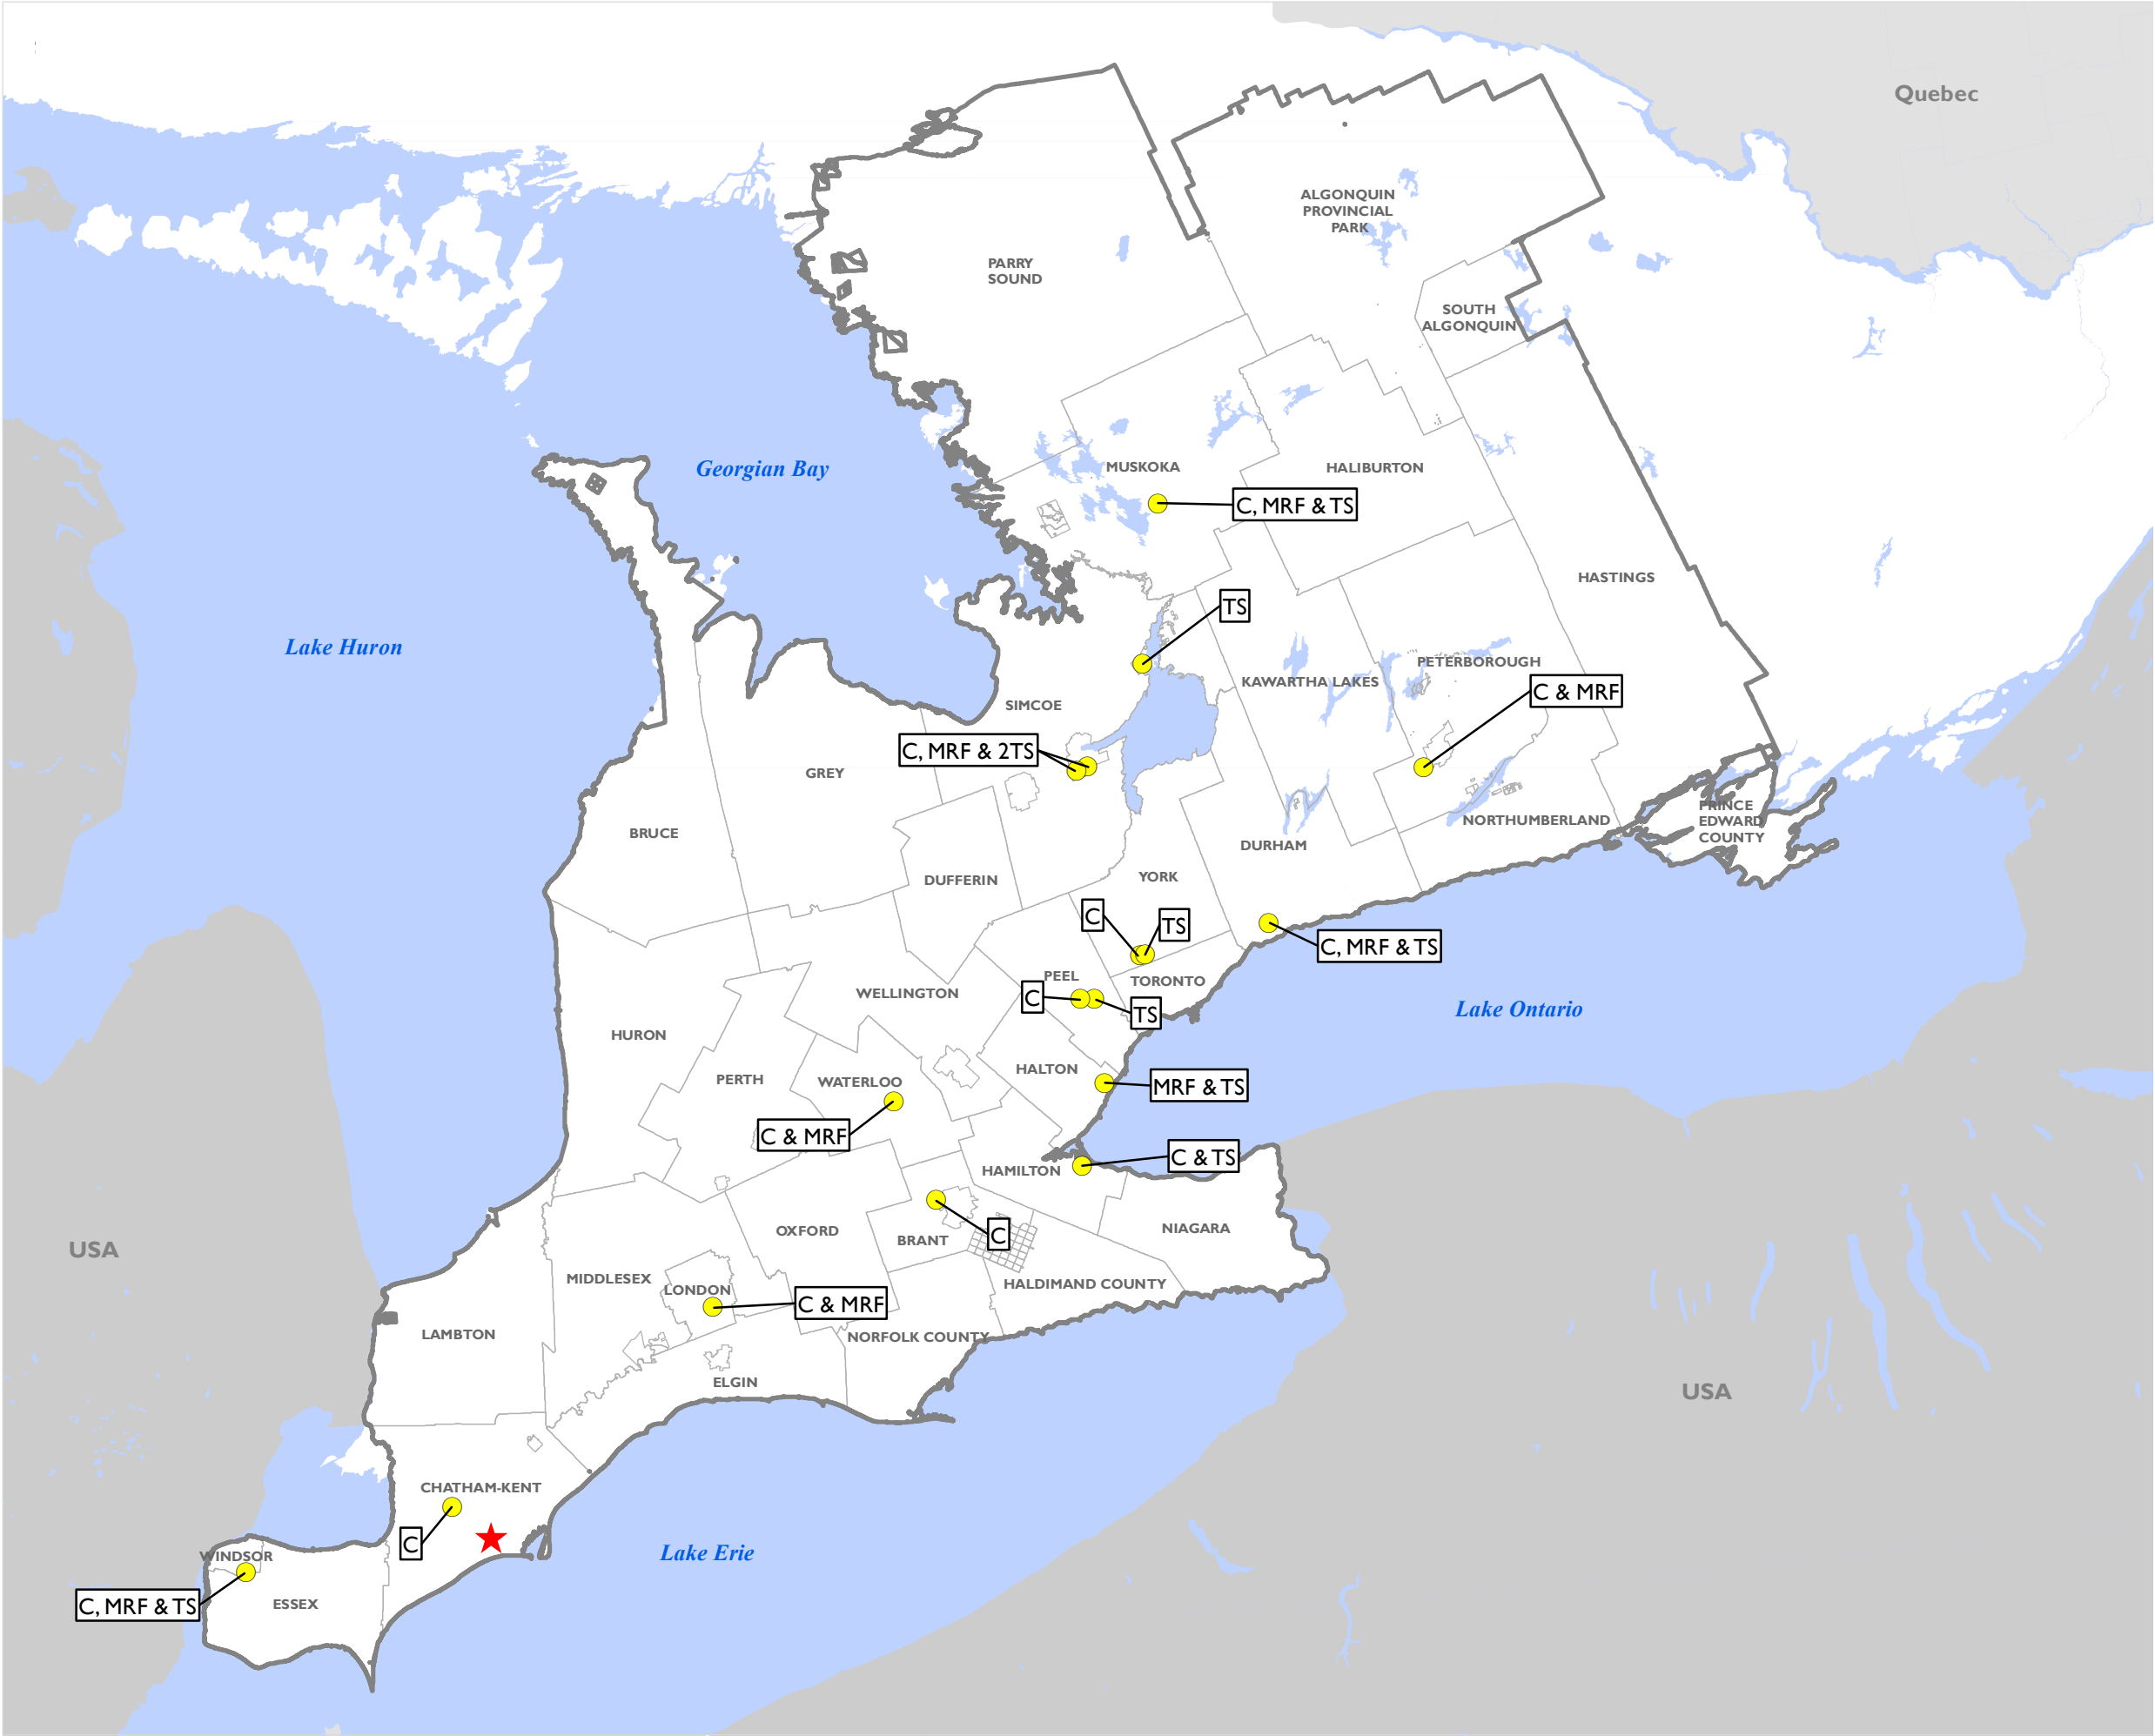 Quebec
ALGONQUIN
PROVINCIAL
PARK
PARRY
SOUND
SOUTH
ALGONQUIN
Georgian Bay
MUSKOKA
HALIBURTON
C, MRF & TS
HASTINGS
TS
Lake Huron
PETERBOROUGH
KAWARTHA LAKES
C & MRF
SIMCOE
C, MRF & 2TS
GREY
PRINCE
EDWARD
COUNTY
NORTHUMBERLAND
BRUCE
DURHAM
YORK
DUFFERIN
C
TS
C, MRF & TS
PEEL
TORONTO
WELLINGTON
C
TS
Lake Ontario
HURON
HALTON
PERTH
WATERLOO
MRF & TS
C & MRF
C & TS
HAMILTON
NIAGARA
OXFORD
C
BRANT
USA
MIDDLESEX
HALDIMAND COUNTY
LONDON
C & MRF
LAMBTON
NORFOLK COUNTY
ELGIN
USA
CHATHAM-KENT
C
WINDSOR
Lake Erie
C, MRF & TS
ESSEX